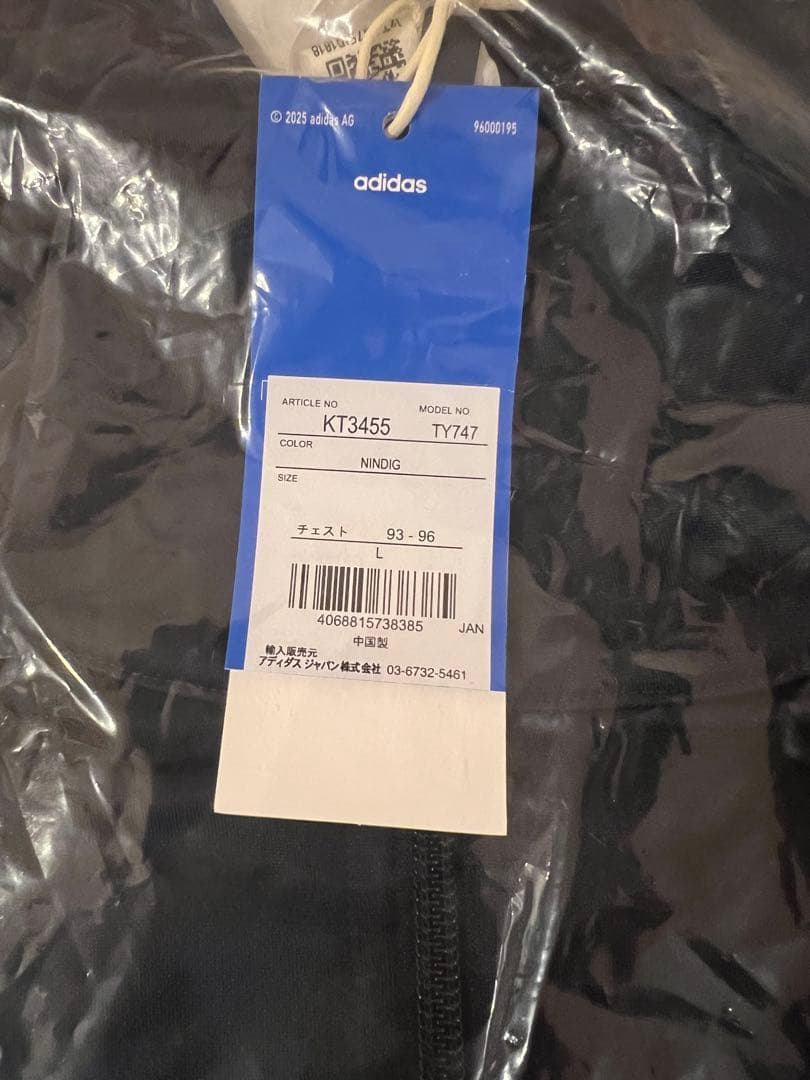 © 2025 adidas AG
96000195
adidas
ARTICLE NO
MODEL NO
KT3455
TY747
COLOR
NINDIG
SIZE
チェスト 93 - 96
L
4068815738385
JAN
中国製
輸入販売元
アディダス ジャパン株式会社 03-6732-5461